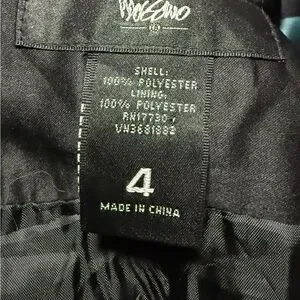 Mossimo
SHELL:
100% POLYESTER
LINING:
100% POLYESTER
RN17730
VN3681882
4
MADE IN CHINA